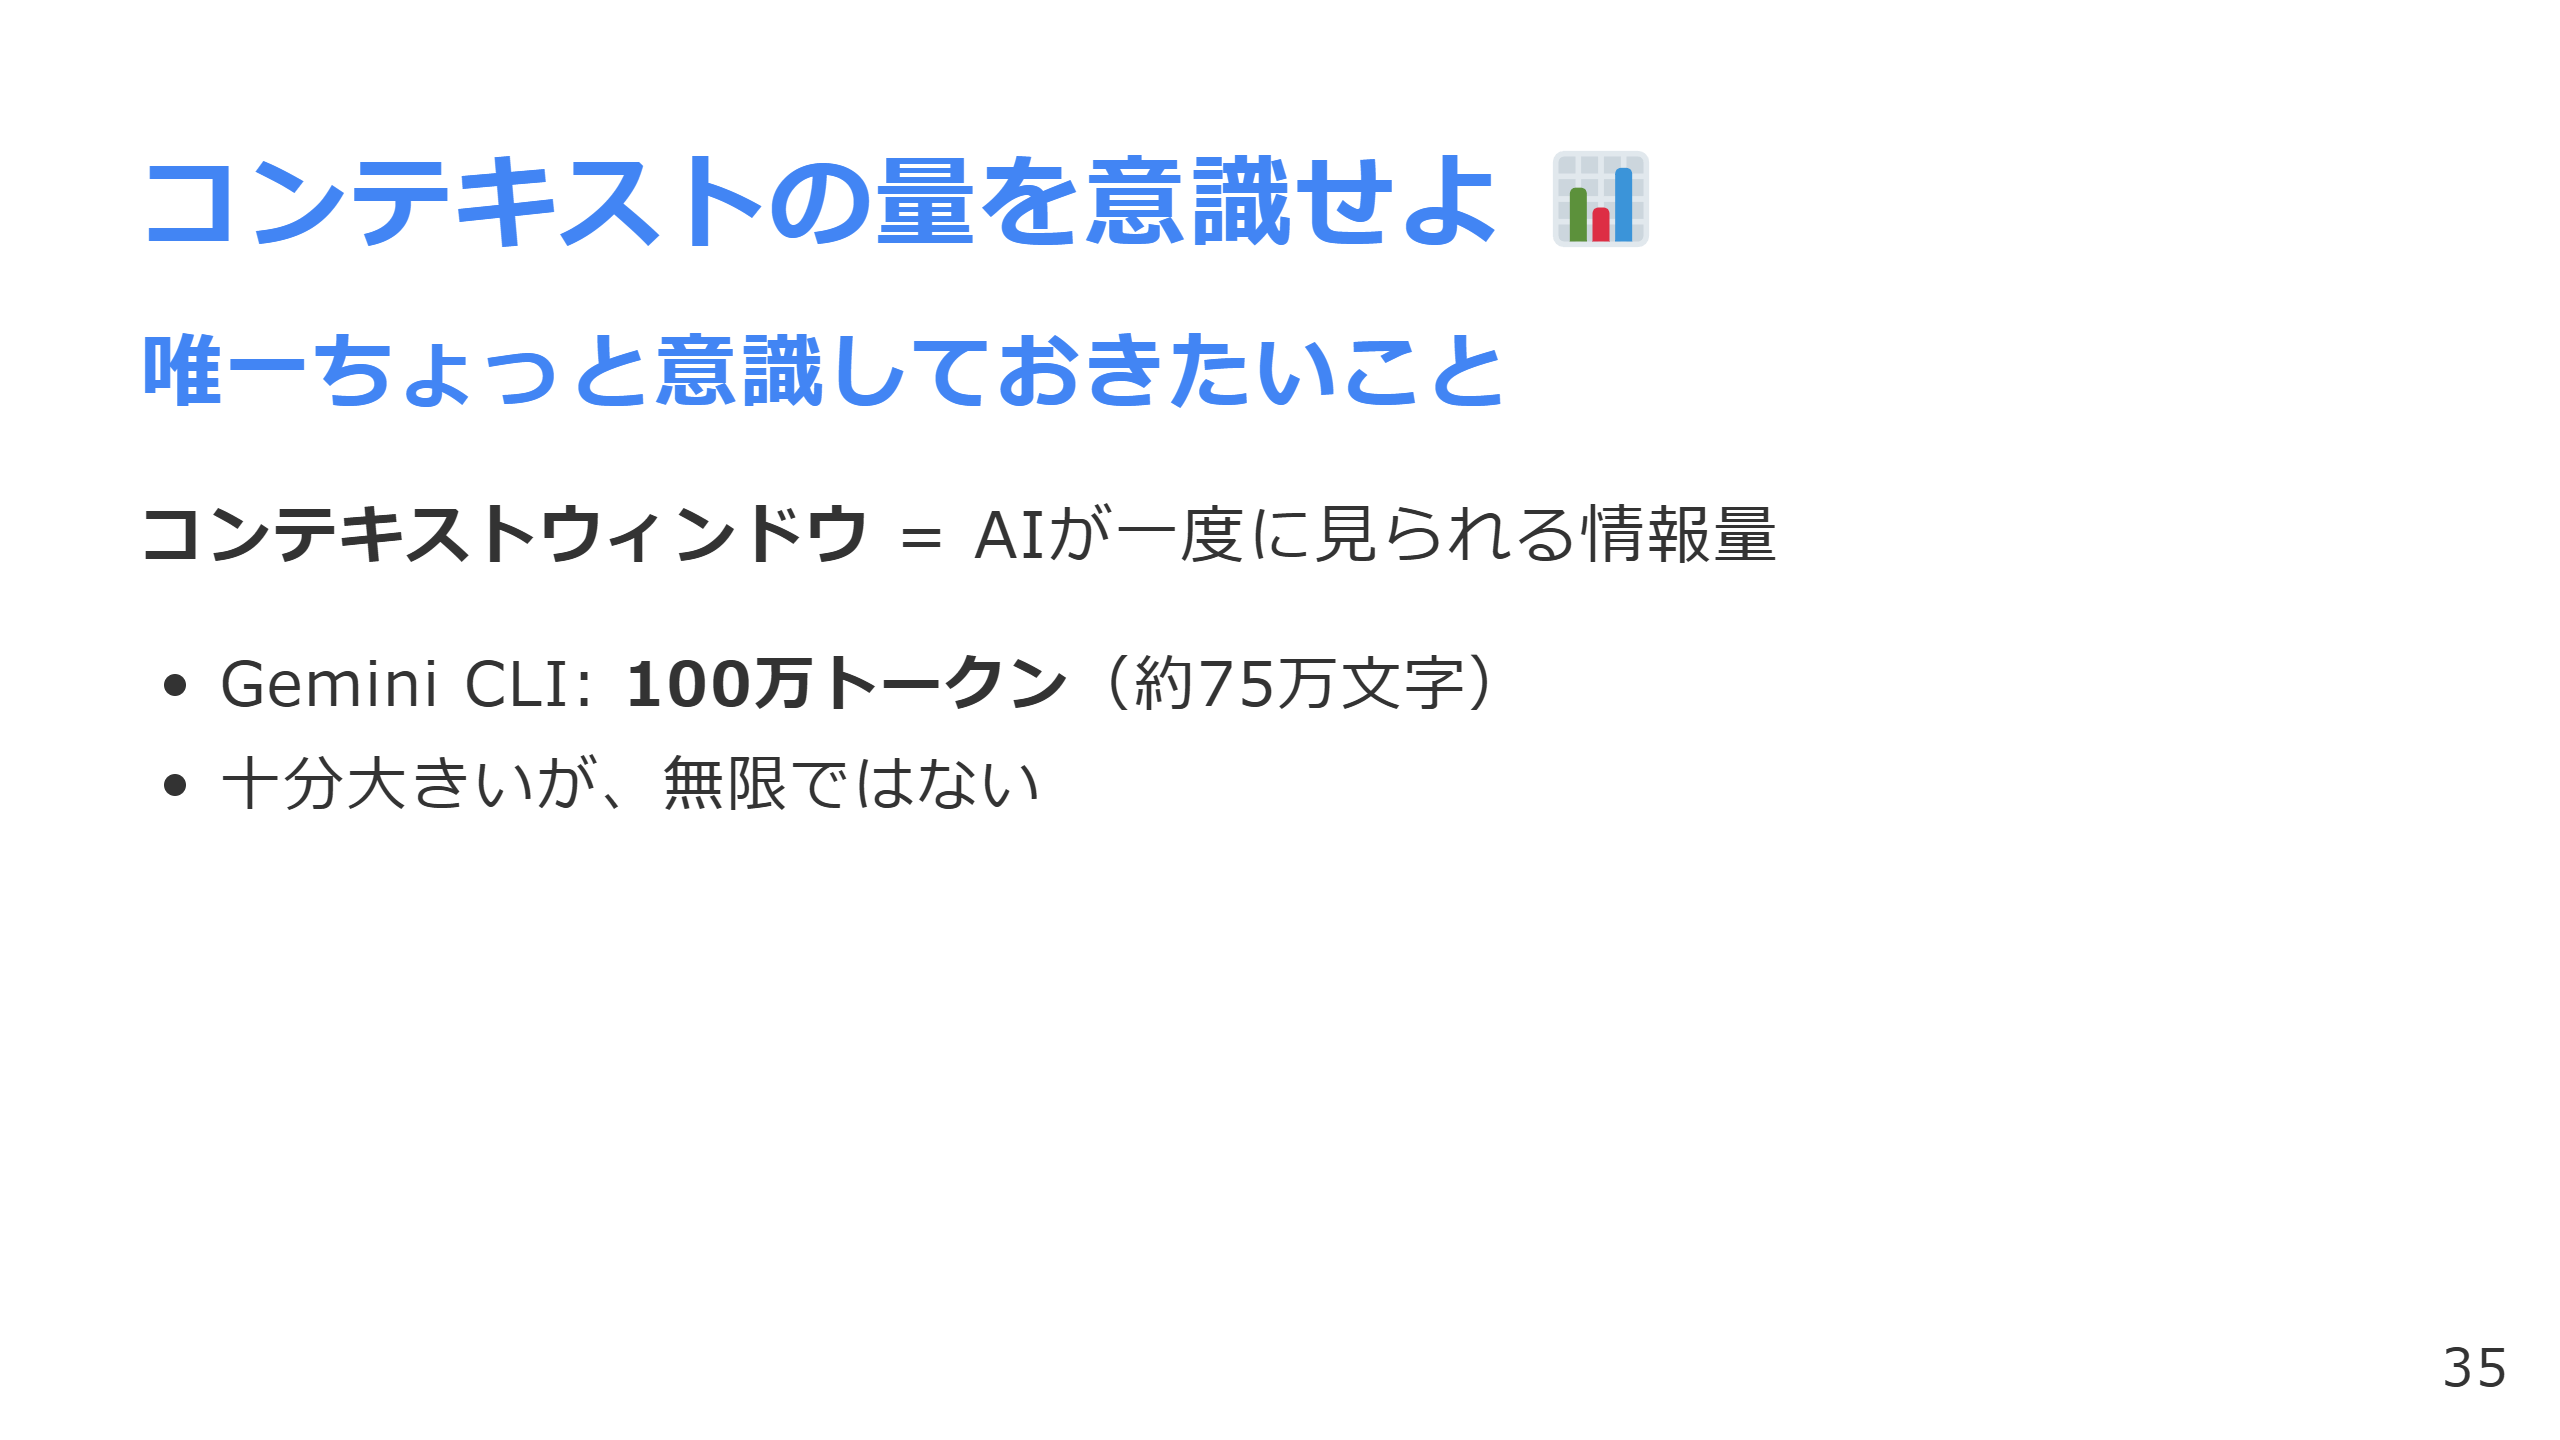 コンテキストの量を意識せよ 📊
唯一ちょっと意識しておきたいこと
コンテキストウィンドウ = AIが一度に見られる情報量
• Gemini CLI: 100万トークン（約75万文字）
• 十分大きいが、無限ではない
35